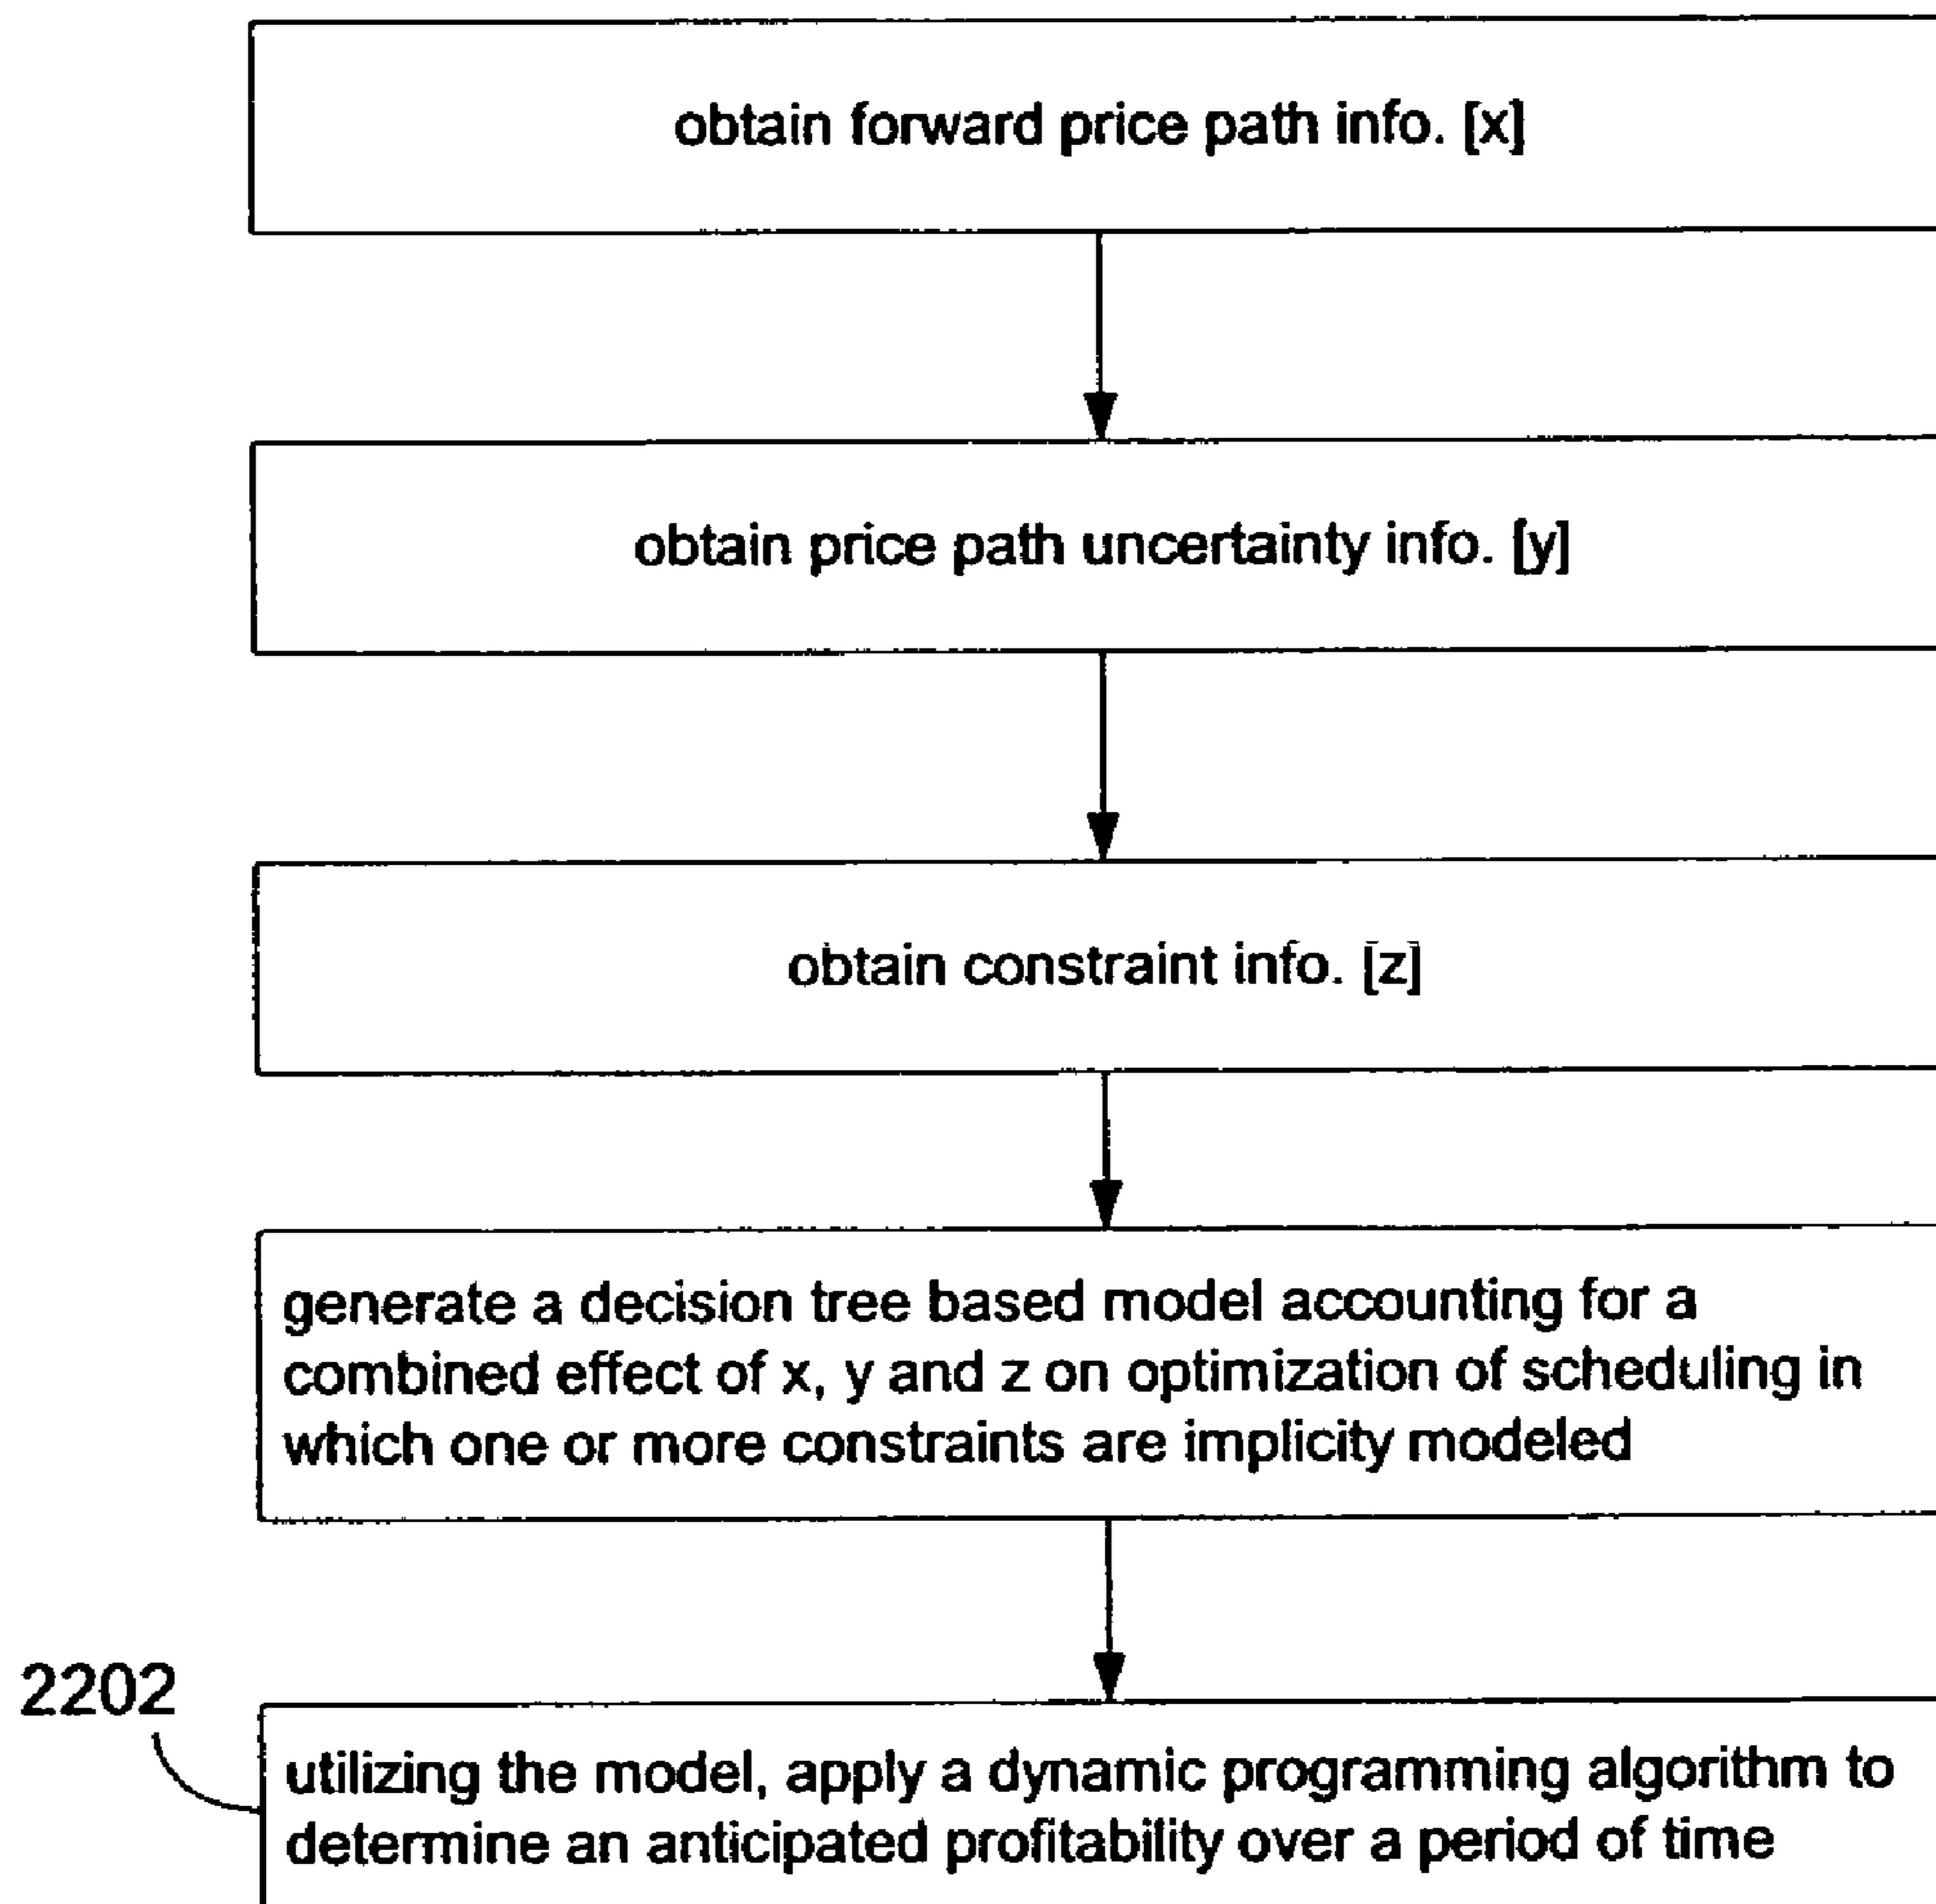 obtain forward price path info. [x]
obtain price path uncertainty info. [y]
obtain constraint info. [z]
generate a decision tree based model accounting for a
combined effect of x, y and z on optimization of scheduling in
which one or more constraints are implicity modeled
2202
utilizing the model, apply a dynamic programming algorithm to
determine an anticipated profitability over a period of time